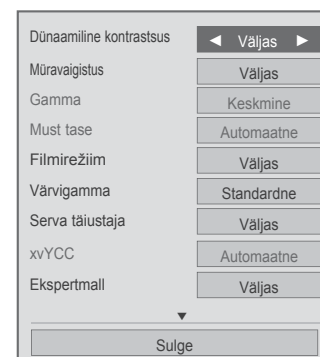 Dünaamiline kontrastsus ◄ Väljas ►
Müravaigistus Väljas
Gamma Keskmine
Must tase Automaatne
Filmirežiim Väljas
Värvigamma Standardne
Serva täiustaja Väljas
xvYCC Automaatne
Ekspertmall Väljas
▼
Sulge